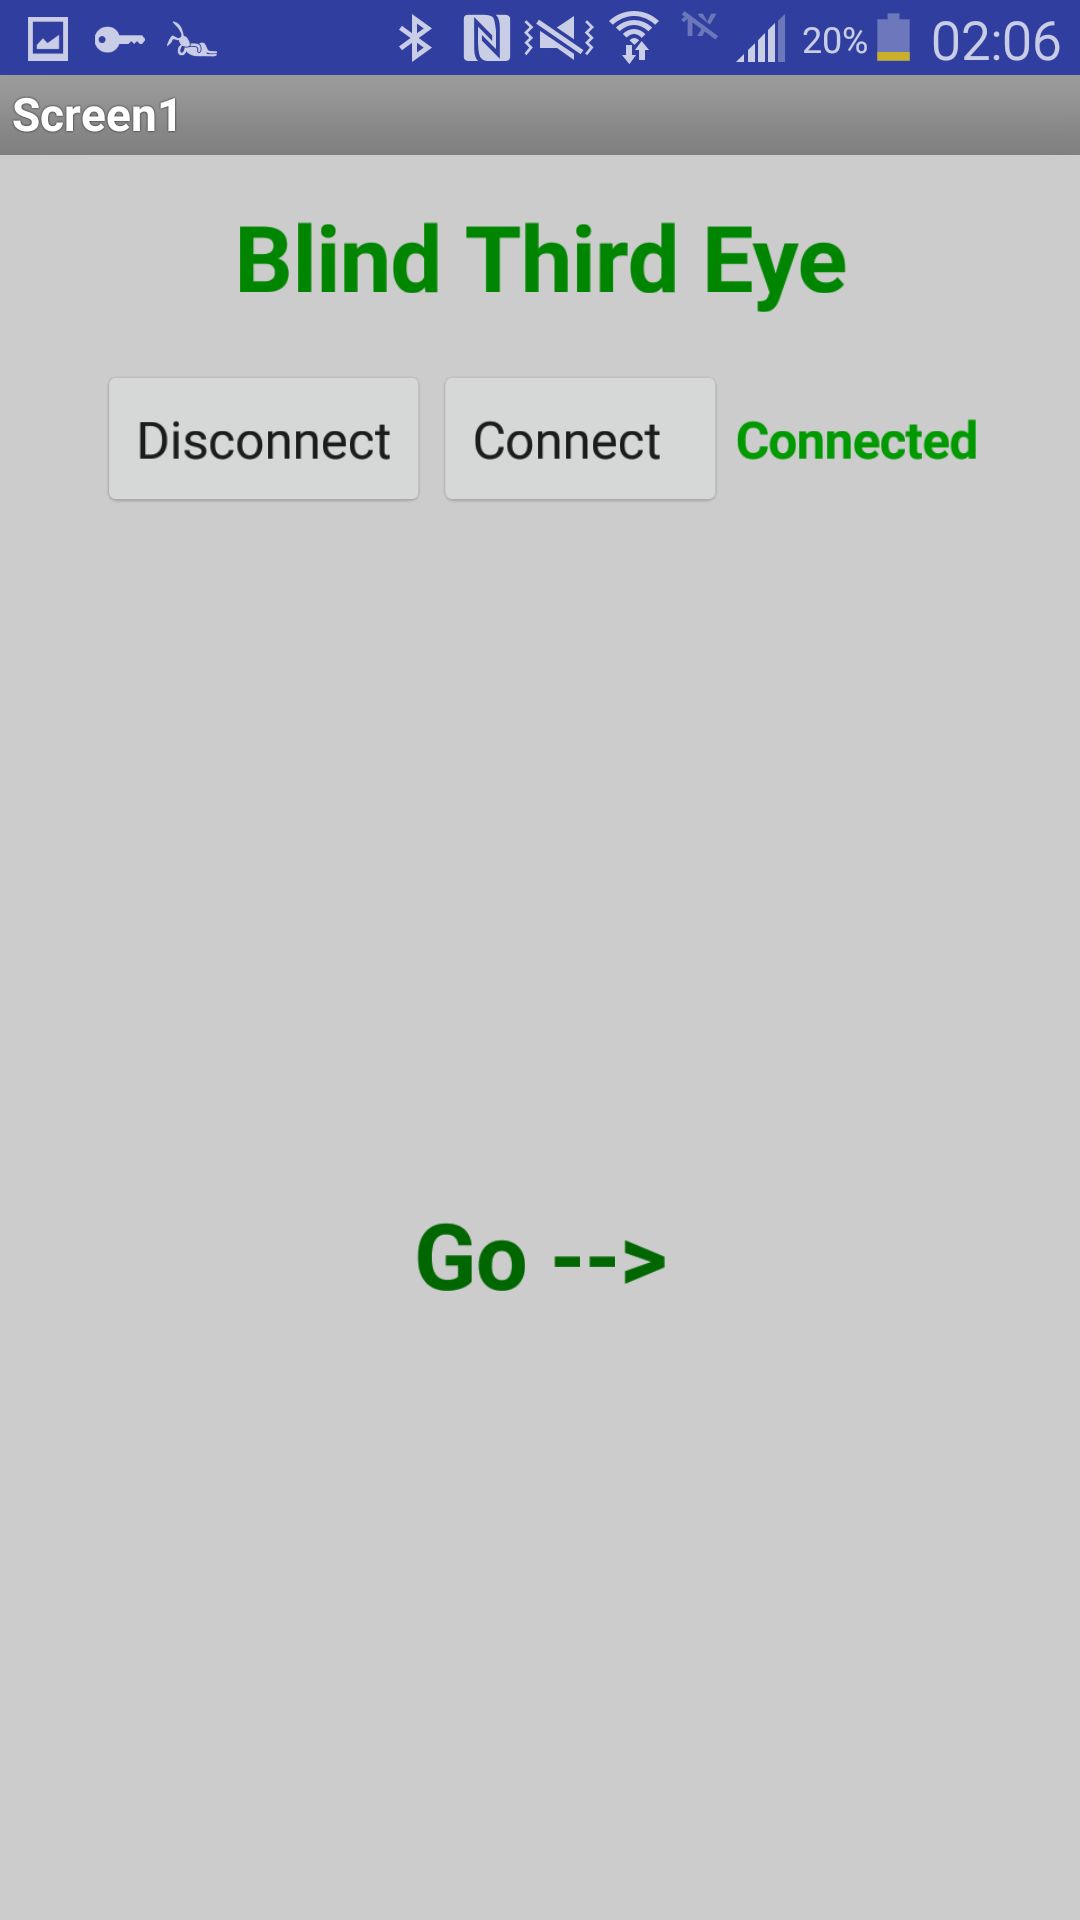 20% 02:06
Screen1
Blind Third Eye
Disconnect Connect Connected
Go -->